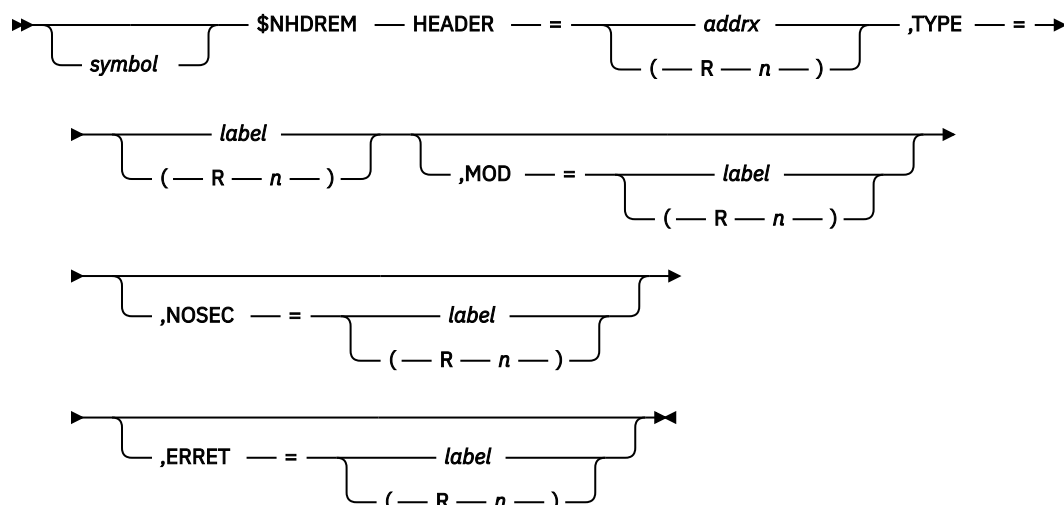 $NHDREM HEADER = addrx ,TYPE =
symbol ( R n )
label
( R n ) ,MOD = label
( R n )
,NOSEC = label
( R n )
,ERRET = label
( R n )